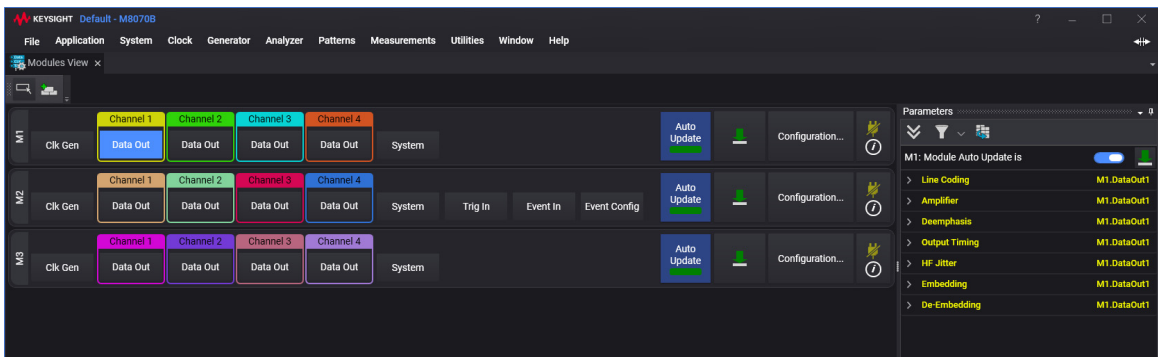 KEYSIGHT Default - M8070B
File Application System Clock Generator Analyzer Patterns Measurements Utilities Window Help
Modules View
M1
Channel 1 Channel 2 Channel 3 Channel 4
Clk Gen Data Out Data Out Data Out Data Out System
Auto Update
Configuration...
M2
Channel 1 Channel 2 Channel 3 Channel 4
Clk Gen Data Out Data Out Data Out Data Out System Trig In Event In Event Config
Auto Update
Configuration...
M3
Channel 1 Channel 2 Channel 3 Channel 4
Clk Gen Data Out Data Out Data Out Data Out System
Auto Update
Configuration...
Parameters
M1: Module Auto Update is
Line Coding M1.DataOut1
Amplifier M1.DataOut1
Deemphasis M1.DataOut1
Output Timing M1.DataOut1
HF Jitter M1.DataOut1
Embedding M1.DataOut1
De-Embedding M1.DataOut1